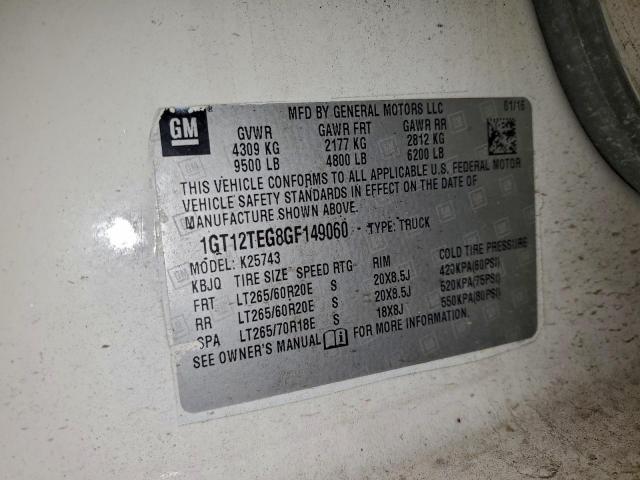 GM
MFD BY GENERAL MOTORS LLC 01/16
GVWR GAWR FRT GAWR RR
4309 KG 2177 KG 2812 KG
9500 LB 4800 LB 6200 LB
THIS VEHICLE CONFORMS TO ALL APPLICABLE U.S. FEDERAL MOTOR
VEHICLE SAFETY STANDARDS IN EFFECT ON THE DATE OF
MANUFACTURE SHOWN ABOVE.
1GT12TEG8GF149060 TYPE: TRUCK
MODEL: K25743
KBJQ TIRE SIZE SPEED RTG RIM COLD TIRE PRESSURE
FRT LT265/60R20E S 20X8.5J 420KPA(60PSI)
RR LT265/60R20E S 20X8.5J 520KPA(75PSI)
SPA LT265/70R18E S 18X8J 550KPA(80PSI)
SEE OWNER'S MANUAL i FOR MORE INFORMATION.